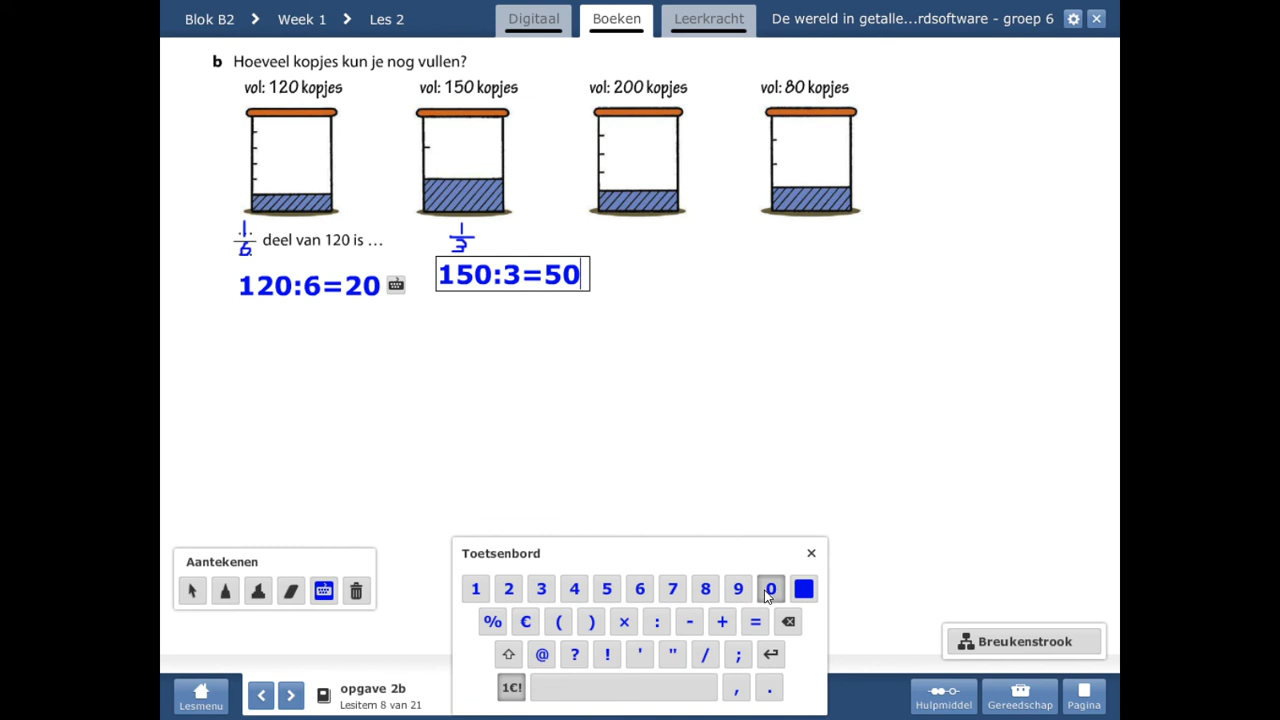 Blok B2 > Week 1 > Les 2
Digitaal Boeken Leerkracht
De wereld in getalle...rdsoftware - groep 6
b Hoeveel kopjes kun je nog vullen?
vol: 120 kopjes vol: 150 kopjes vol: 200 kopjes vol: 80 kopjes
1/6 deel van 120 is ... 1/3
120:6=20 150:3=50
Aantekenen
Toetsenbord
1 2 3 4 5 6 7 8 9 0
% € ( ) × : - + =
@ ? ! ' " / ;
1€! , .
Breukenstrook
Lesmenu
opgave 2b
Lesitem 8 van 21
Hulpmiddel Gereedschap Pagina